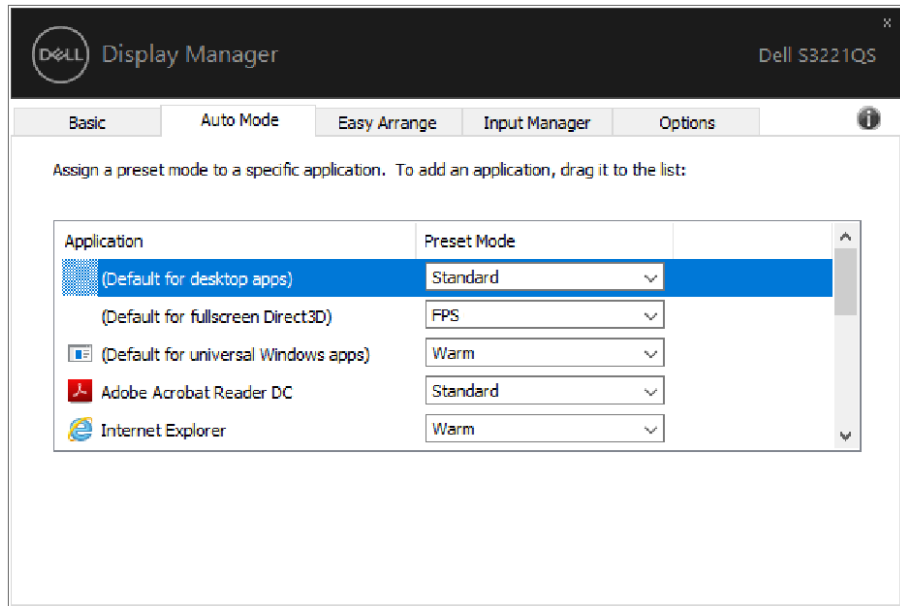 x
DELL Display Manager
Dell S3221QS
Basic Auto Mode Easy Arrange Input Manager Options i
Assign a preset mode to a specific application. To add an application, drag it to the list:
Application Preset Mode
(Default for desktop apps) Standard
(Default for fullscreen Direct3D) FPS
(Default for universal Windows apps) Warm
Adobe Acrobat Reader DC Standard
Internet Explorer Warm